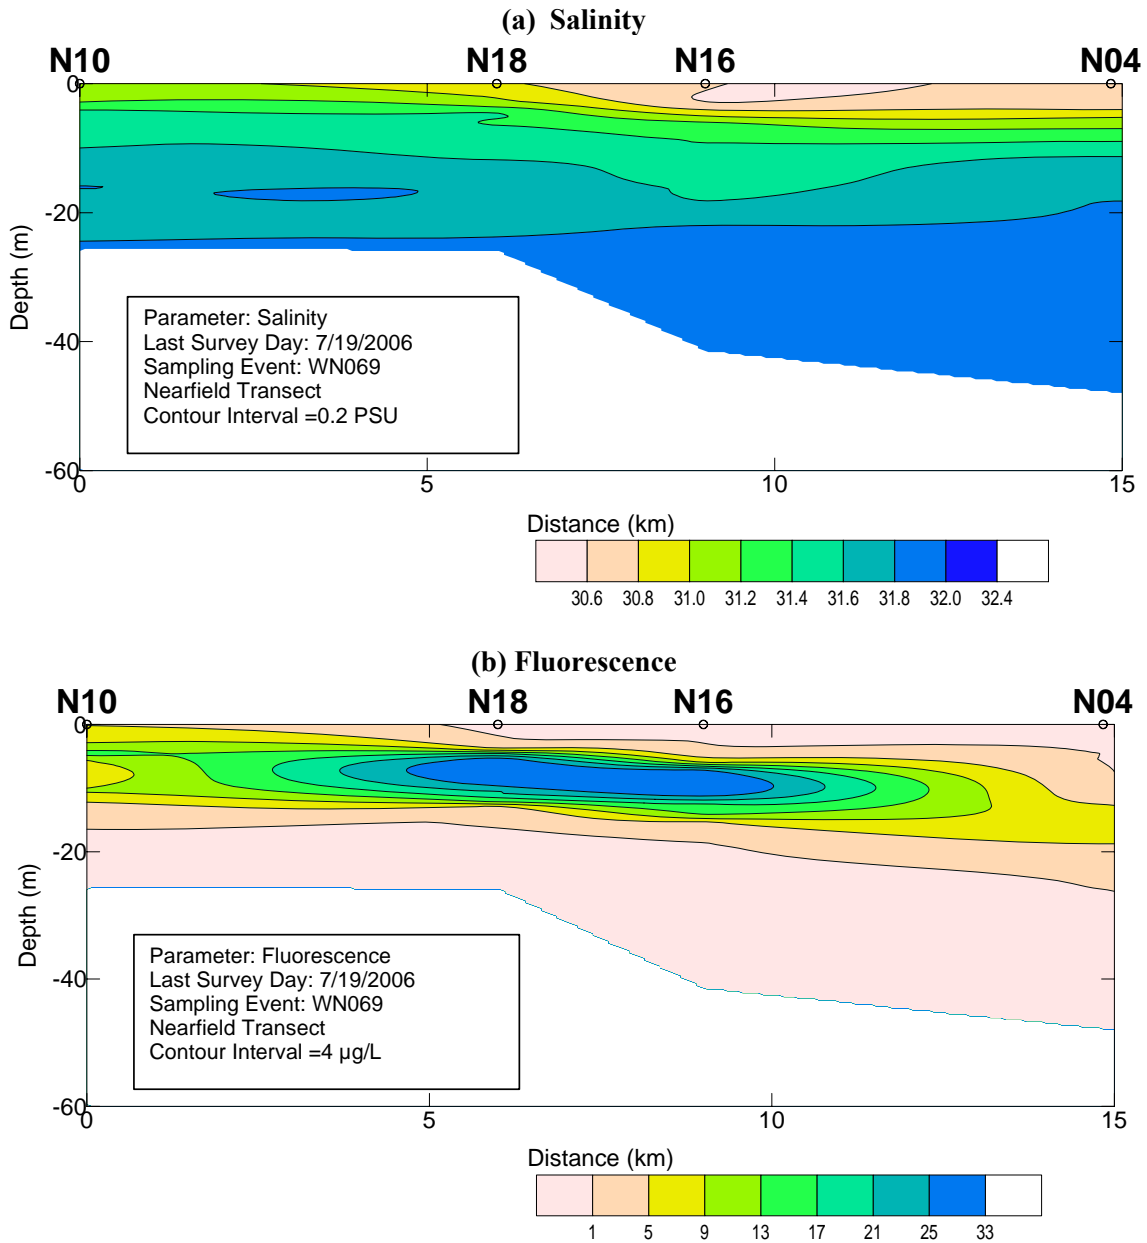 (a) Salinity
N10 N18 N16 N04
0
-20
-40
-60
Depth (m)
Parameter: Salinity
Last Survey Day: 7/19/2006
Sampling Event: WN069
Nearfield Transect
Contour Interval =0.2 PSU
0 5 10 15
Distance (km)
30.6 30.8 31.0 31.2 31.4 31.6 31.8 32.0 32.4
(b) Fluorescence
N10 N18 N16 N04
0
-20
-40
-60
Depth (m)
Parameter: Fluorescence
Last Survey Day: 7/19/2006
Sampling Event: WN069
Nearfield Transect
Contour Interval =4 µg/L
0 5 10 15
Distance (km)
1 5 9 13 17 21 25 33